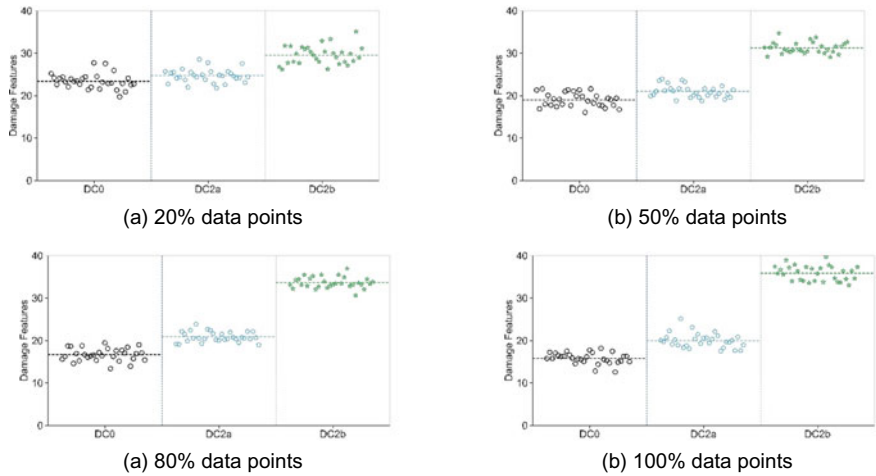 Damage Features
40
30
20
10
0
DC0 DC2a DC2b
(a) 20% data points
Damage Features
40
30
20
10
0
DC0 DC2a DC2b
(b) 50% data points
Damage Features
40
30
20
10
0
DC0 DC2a DC2b
(a) 80% data points
Damage Features
40
30
20
10
0
DC0 DC2a DC2b
(b) 100% data points